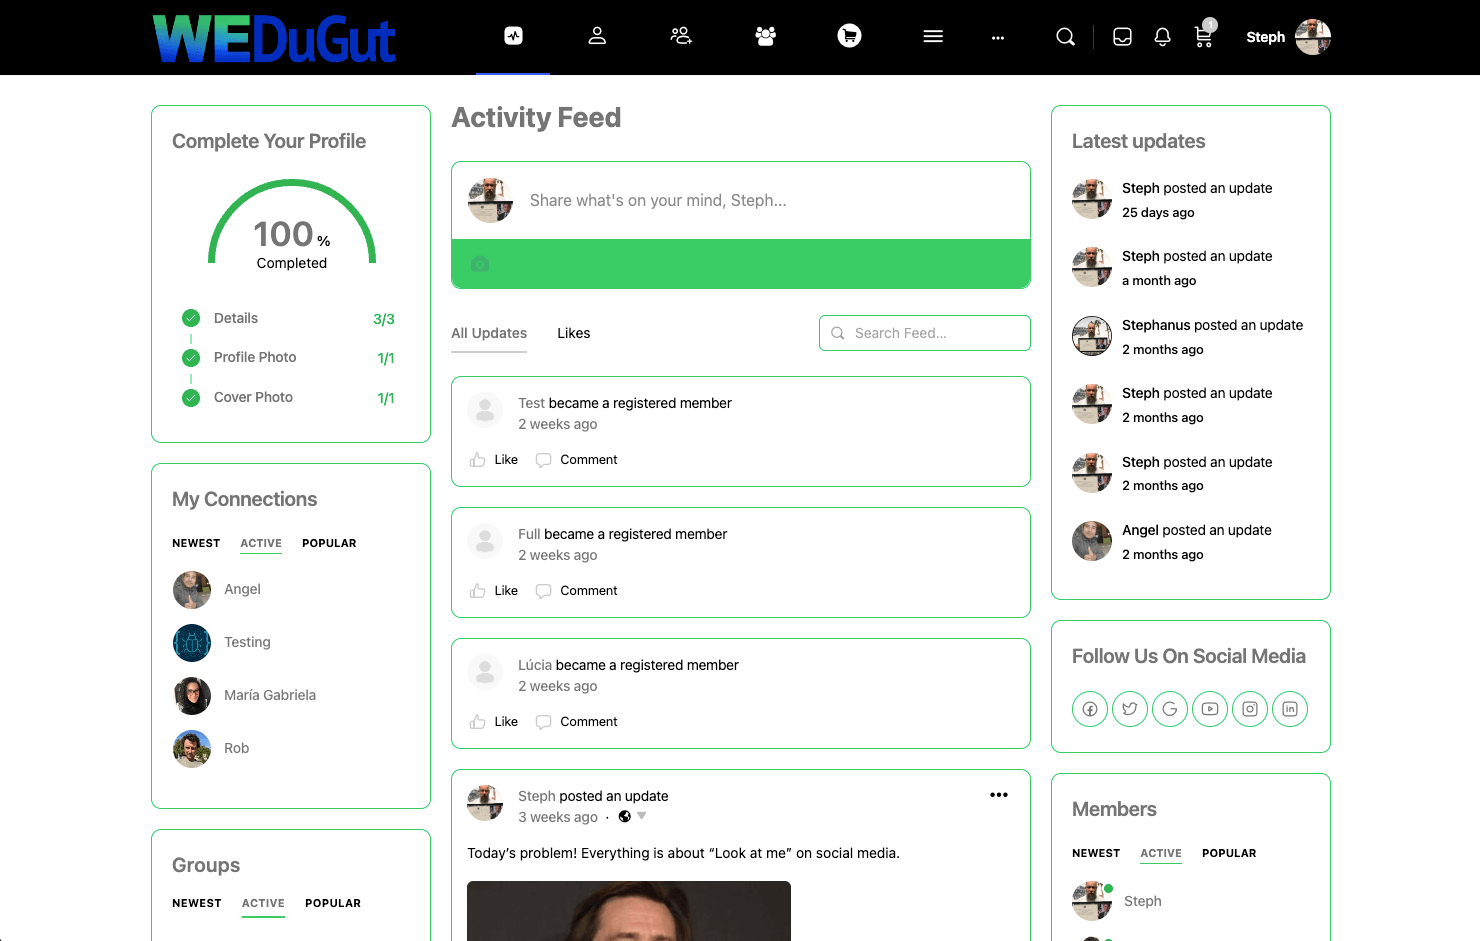 WEDuGut
1
Steph
Complete Your Profile
100 %
Completed
Details 3/3
Profile Photo 1/1
Cover Photo 1/1
My Connections
NEWEST ACTIVE POPULAR
Angel
Testing
María Gabriela
Rob
Groups
NEWEST ACTIVE POPULAR
Activity Feed
Share what's on your mind, Steph...
All Updates Likes Search Feed...
Test became a registered member
2 weeks ago
Like Comment
Full became a registered member
2 weeks ago
Like Comment
Lúcia became a registered member
2 weeks ago
Like Comment
Steph posted an update
3 weeks ago ·
Today’s problem! Everything is about “Look at me” on social media.
Latest updates
Steph posted an update
25 days ago
Steph posted an update
a month ago
Stephanus posted an update
2 months ago
Steph posted an update
2 months ago
Steph posted an update
2 months ago
Angel posted an update
2 months ago
Follow Us On Social Media
Members
NEWEST ACTIVE POPULAR
Steph